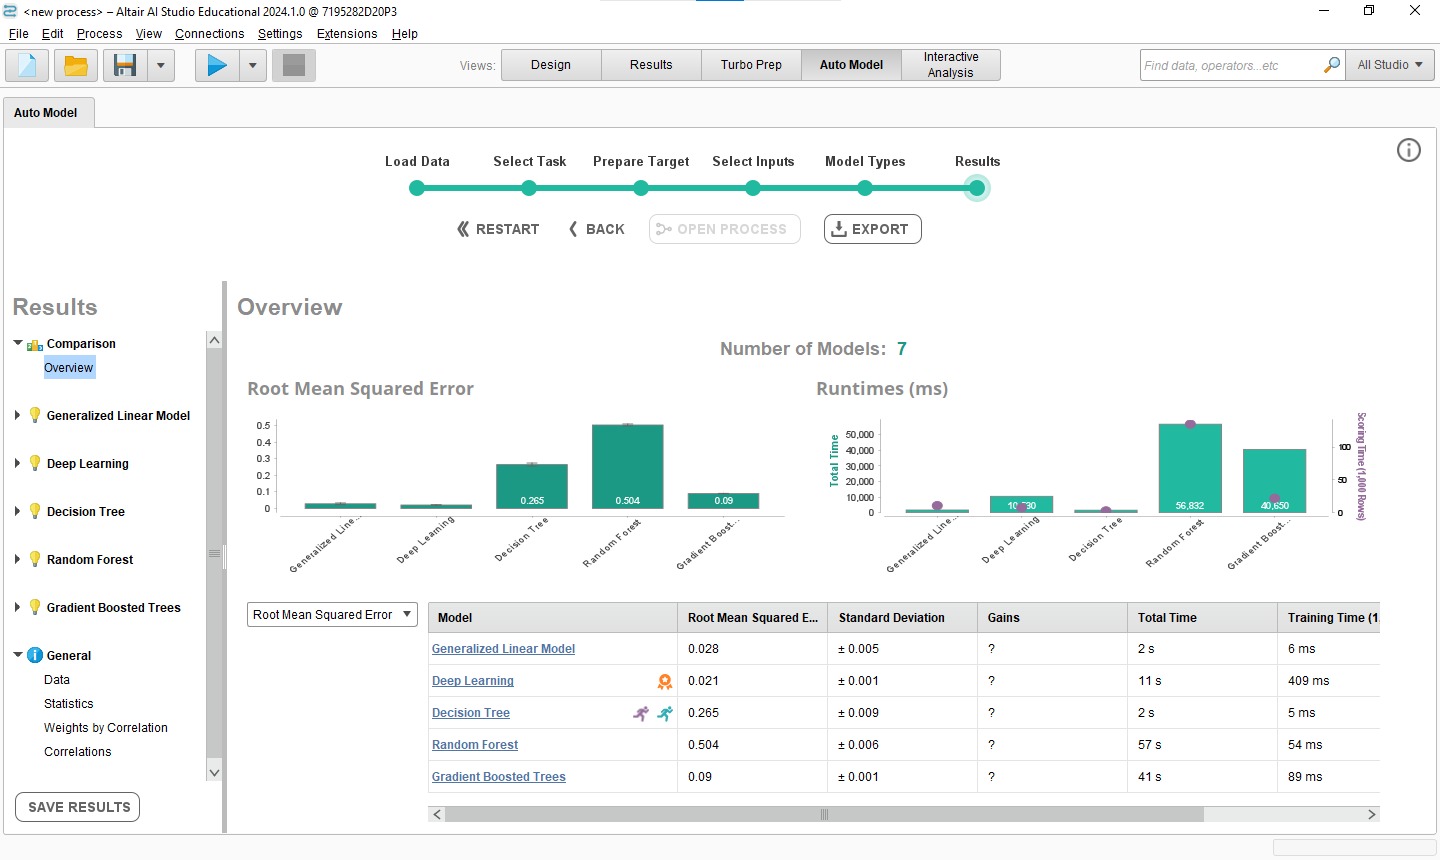 <new process> – Altair AI Studio Educational 2024.1.0 @ 7195282D20P3
File Edit Process View Connections Settings Extensions Help
Views: Design Results Turbo Prep Auto Model Interactive Analysis
Find data, operators...etc
All Studio
Auto Model
Load Data Select Task Prepare Target Select Inputs Model Types Results
RESTART BACK OPEN PROCESS EXPORT
Results
Comparison
Overview
Generalized Linear Model
Deep Learning
Decision Tree
Random Forest
Gradient Boosted Trees
General
Data
Statistics
Weights by Correlation
Correlations
SAVE RESULTS
Overview
Number of Models: 7
Root Mean Squared Error
0.5
0.4
0.3
0.2
0.1
0
0.265
0.504
0.09
Generalized Line...
Deep Learning
Decision Tree
Random Forest
Gradient Boost...
Runtimes (ms)
Total Time
50,000
40,000
30,000
20,000
10,000
0
56,832
40,650
100
50
0
Scoring Time (1,000 Rows)
Generalized Line...
Deep Learning
Decision Tree
Random Forest
Gradient Boost...
Root Mean Squared Error
Model Root Mean Squared E... Standard Deviation Gains Total Time Training Time (1
Generalized Linear Model 0.028 ± 0.005 ? 2 s 6 ms
Deep Learning 0.021 ± 0.001 ? 11 s 409 ms
Decision Tree 0.265 ± 0.009 ? 2 s 5 ms
Random Forest 0.504 ± 0.006 ? 57 s 54 ms
Gradient Boosted Trees 0.09 ± 0.001 ? 41 s 89 ms